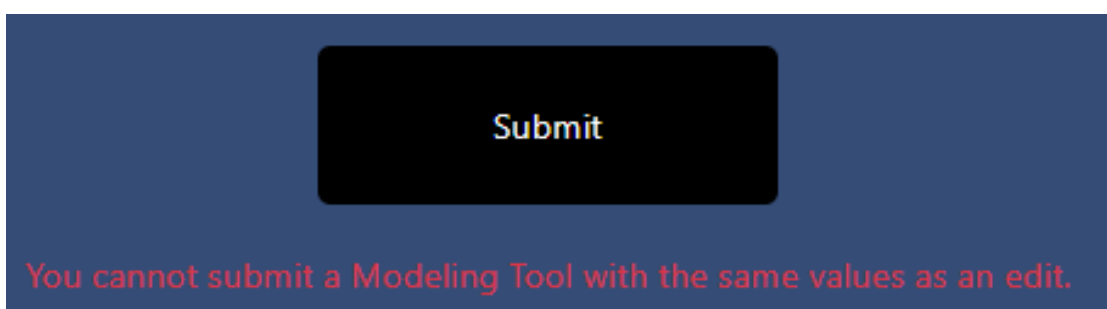 Submit
You cannot submit a Modeling Tool with the same values as an edit.